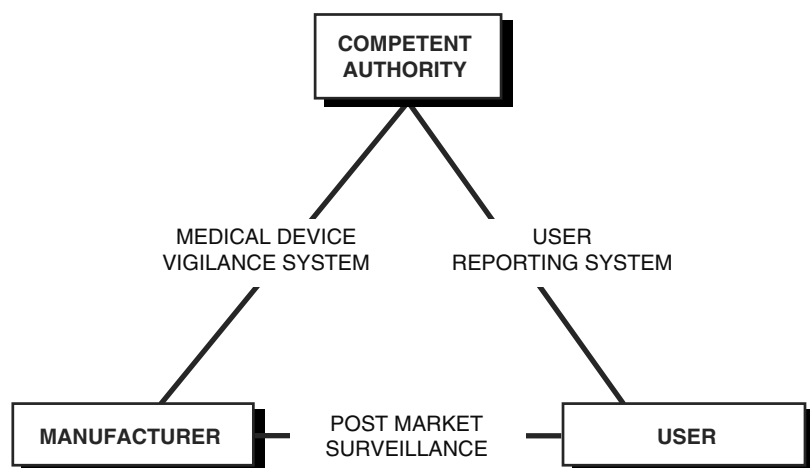 COMPETENT
AUTHORITY
MEDICAL DEVICE
VIGILANCE SYSTEM
USER
REPORTING SYSTEM
MANUFACTURER
POST MARKET
SURVEILLANCE
USER